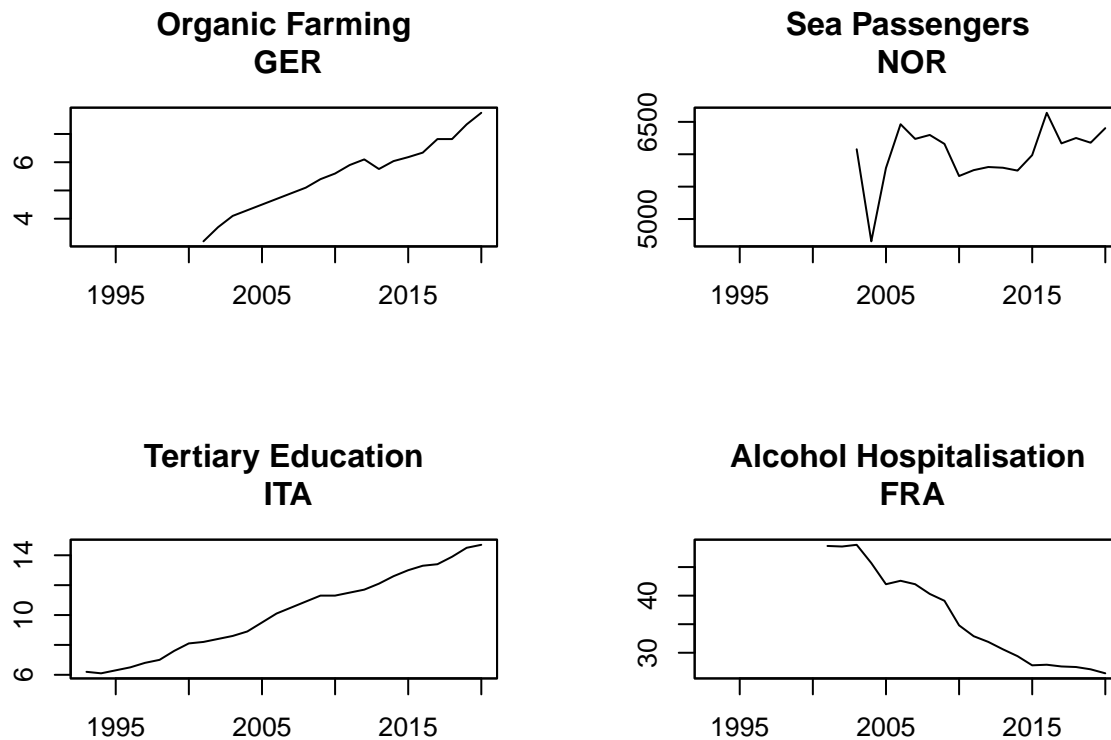 Organic Farming
GER
4
6
1995
2005
2015
Sea Passengers
NOR
5000
6500
1995
2005
2015
Tertiary Education
ITA
6
10
14
1995
2005
2015
Alcohol Hospitalisation
FRA
30
40
1995
2005
2015